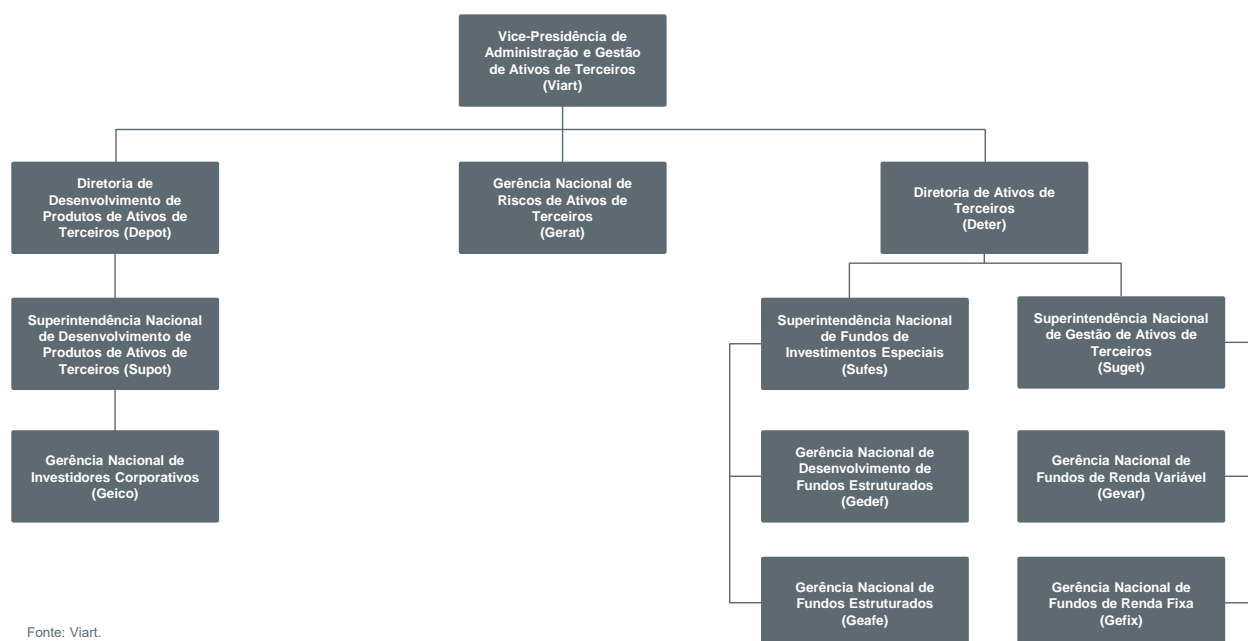 Vice-Presidência de
Administração e Gestão
de Ativos de Terceiros
(Viart)
Diretoria de
Desenvolvimento de
Produtos de Ativos de
Terceiros (Depot)
Gerência Nacional de
Riscos de Ativos de
Terceiros
(Gerat)
Diretoria de Ativos de
Terceiros
(Deter)
Superintendência Nacional
de Desenvolvimento de
Produtos de Ativos de
Terceiros (Supot)
Superintendência Nacional
de Fundos de
Investimentos Especiais
(Sufes)
Superintendência Nacional
de Gestão de Ativos de
Terceiros
(Suget)
Gerência Nacional de
Investidores Corporativos
(Geico)
Gerência Nacional de
Desenvolvimento de
Fundos Estruturados
(Gedef)
Gerência Nacional de
Fundos de Renda Variável
(Gevar)
Gerência Nacional de
Fundos Estruturados
(Geafe)
Gerência Nacional de
Fundos de Renda Fixa
(Gefix)
Fonte: Viart.